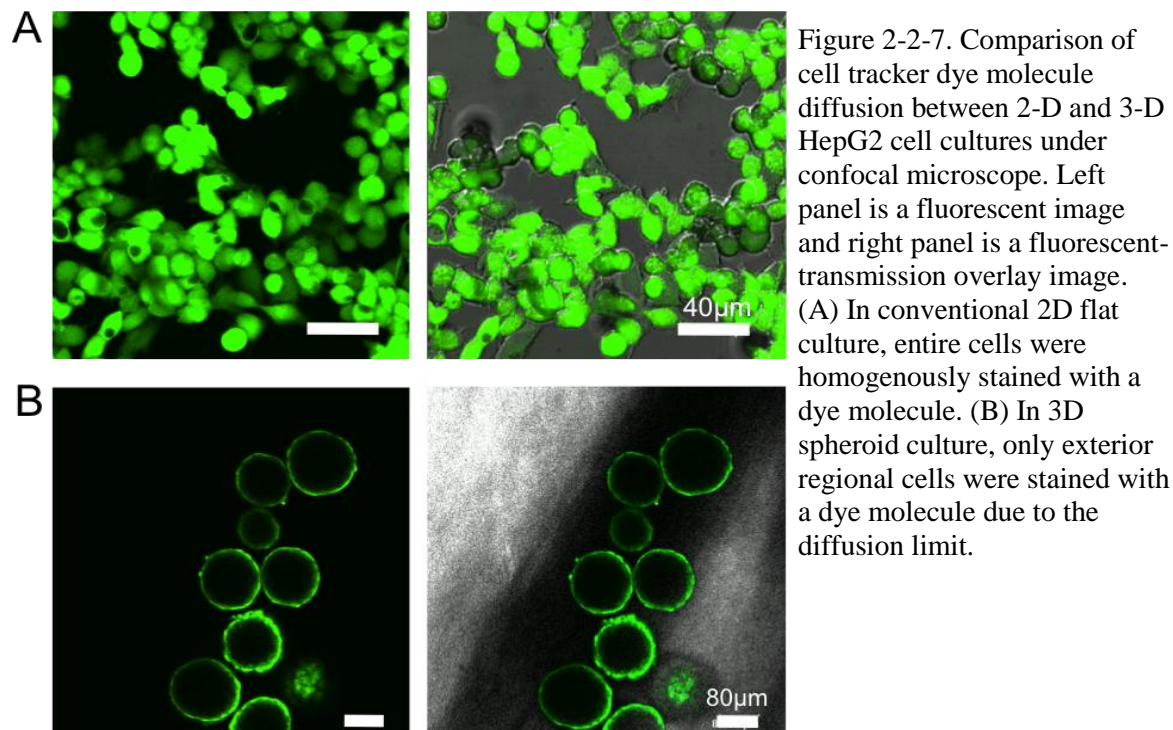 A
Figure 2-2-7. Comparison of
cell tracker dye molecule
diffusion between 2-D and 3-D
HepG2 cell cultures under
confocal microscope. Left
panel is a fluorescent image
and right panel is a fluorescent-
transmission overlay image.
(A) In conventional 2D flat
culture, entire cells were
homogenously stained with a
dye molecule. (B) In 3D
spheroid culture, only exterior
regional cells were stained with
a dye molecule due to the
diffusion limit.
40µm
B
80µm